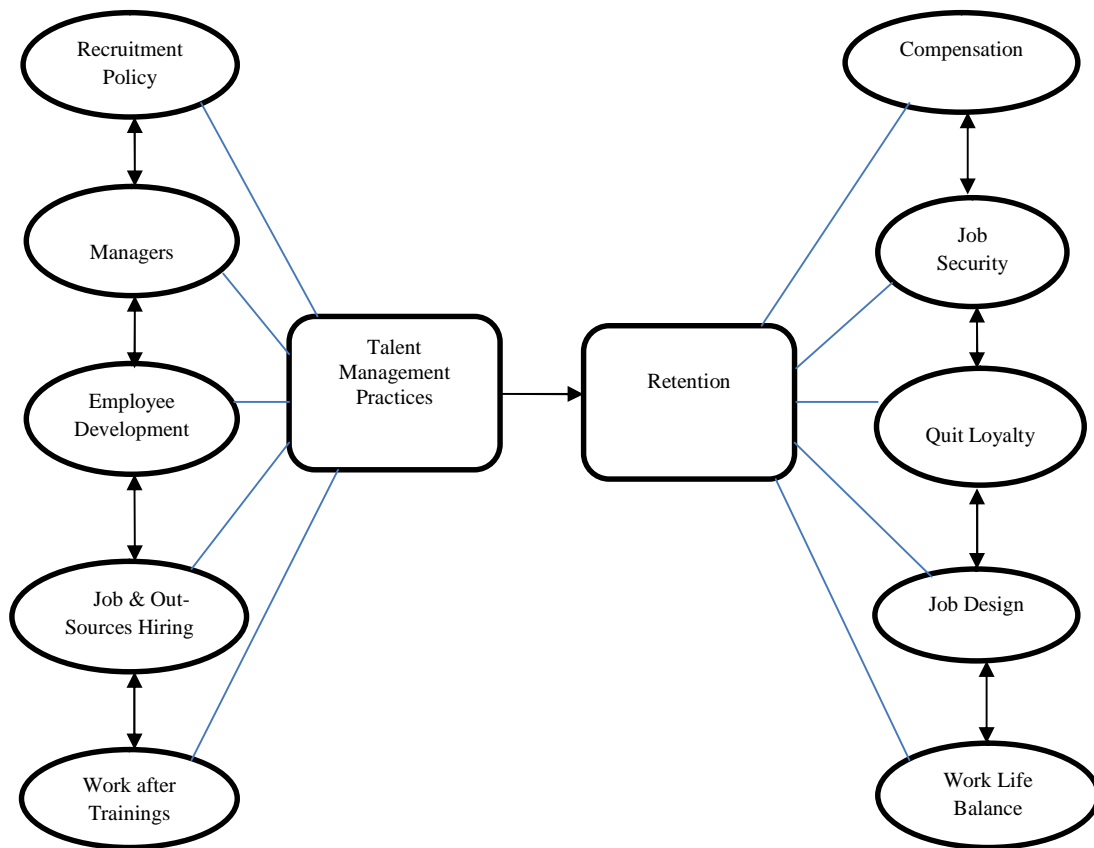 Recruitment
Policy
Compensation
Managers
Job
Security
Talent
Management
Practices
Retention
Employee
Development
Quit Loyalty
Job & Out-
Sources Hiring
Job Design
Work after
Trainings
Work Life
Balance